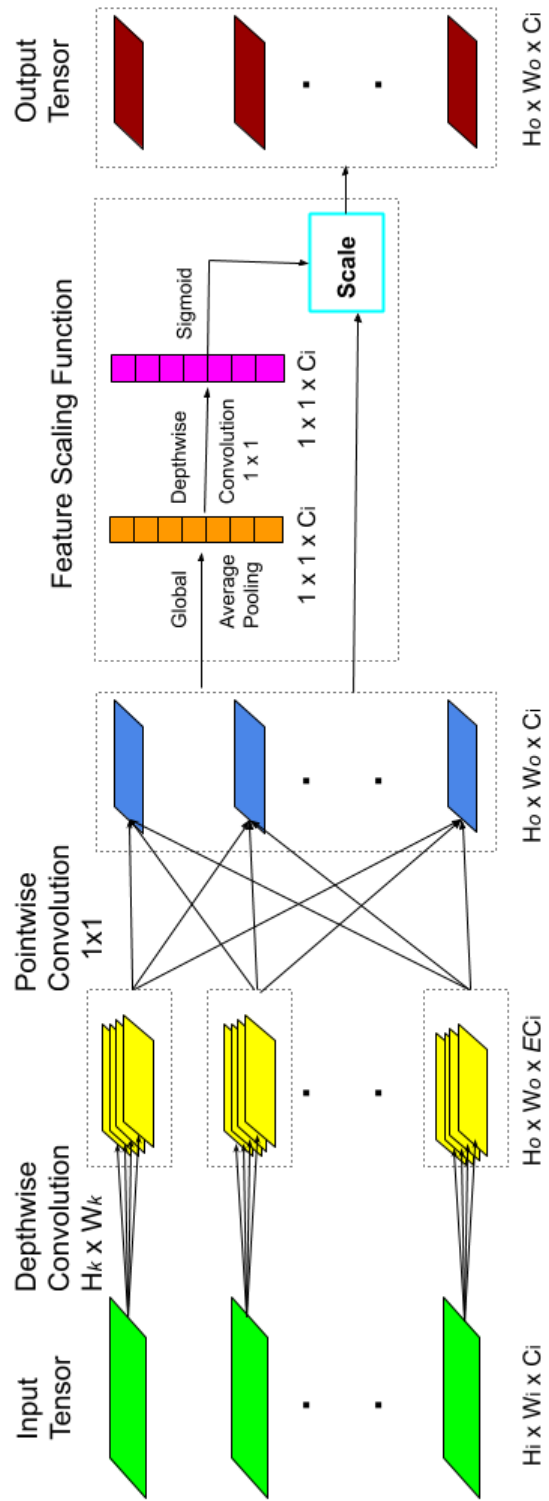 Input
Tensor
Depthwise
Convolution
Hk x Wk
Pointwise
Convolution
1x1
Feature Scaling Function
Output
Tensor
Global
Average
Pooling
Depthwise
Convolution
1 x 1
Sigmoid
1 x 1 x Ci
1 x 1 x Ci
Scale
Hi x Wi x Ci
Ho x Wo x ECi
Ho x Wo x Ci
Ho x Wo x Ci